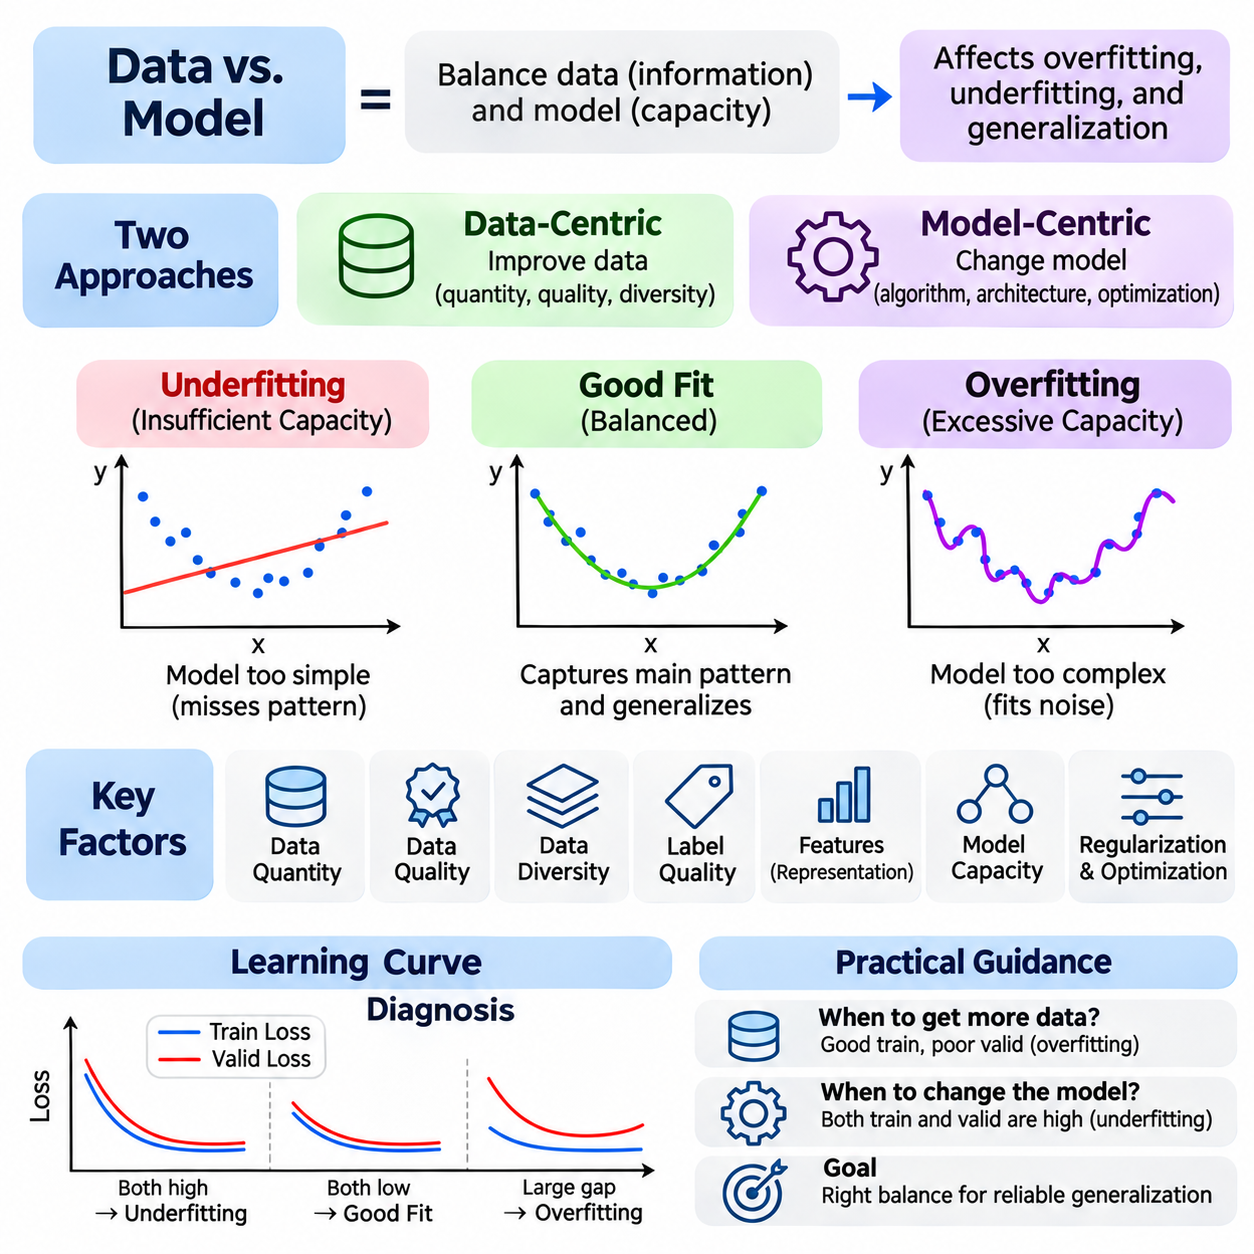 Data vs.
Model
=
Balance data (information)
and model (capacity)
Affects overfitting,
underfitting, and
generalization
Two
Approaches
Data-Centric
Improve data
(quantity, quality, diversity)
Model-Centric
Change model
(algorithm, architecture, optimization)
Underfitting
(Insufficient Capacity)
y
x
Model too simple
(misses pattern)
Good Fit
(Balanced)
y
x
Captures main pattern
and generalizes
Overfitting
(Excessive Capacity)
y
x
Model too complex
(fits noise)
Key
Factors
Data
Quantity
Data
Quality
Data
Diversity
Label
Quality
Features
(Representation)
Model
Capacity
Regularization
& Optimization
Learning Curve
Diagnosis
Train Loss
Valid Loss
Loss
Both high
→ Underfitting
Both low
→ Good Fit
Large gap
→ Overfitting
Practical Guidance
When to get more data?
Good train, poor valid (overfitting)
When to change the model?
Both train and valid are high (underfitting)
Goal
Right balance for reliable generalization